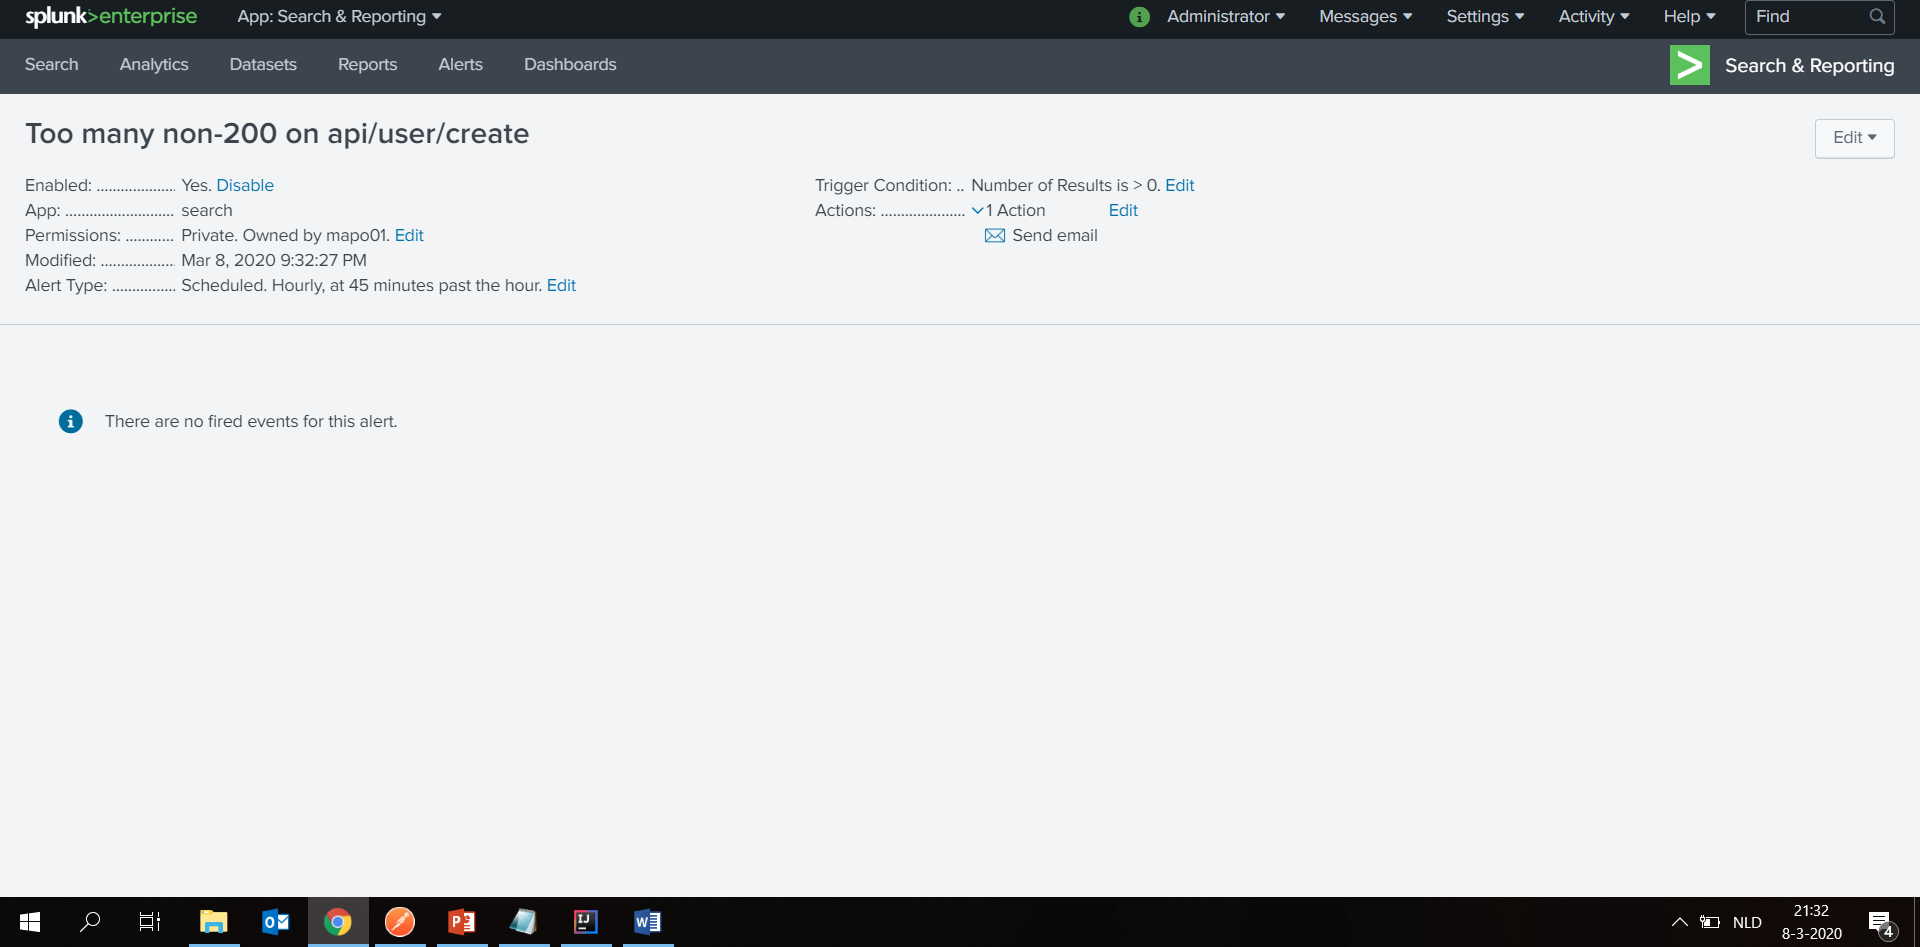 splunk>enterprise App: Search & Reporting i Administrator Messages Settings Activity Help Find
Search Analytics Datasets Reports Alerts Dashboards > Search & Reporting
Too many non-200 on api/user/create Edit
Enabled: ................... Yes. Disable
App: ........................... search
Permissions: ............ Private. Owned by mapo01. Edit
Modified: .................. Mar 8, 2020 9:32:27 PM
Alert Type: ................ Scheduled. Hourly, at 45 minutes past the hour. Edit
Trigger Condition: .. Number of Results is > 0. Edit
Actions: ..................... 1 Action Edit
Send email
i There are no fired events for this alert.
NLD
21:32
8-3-2020
4